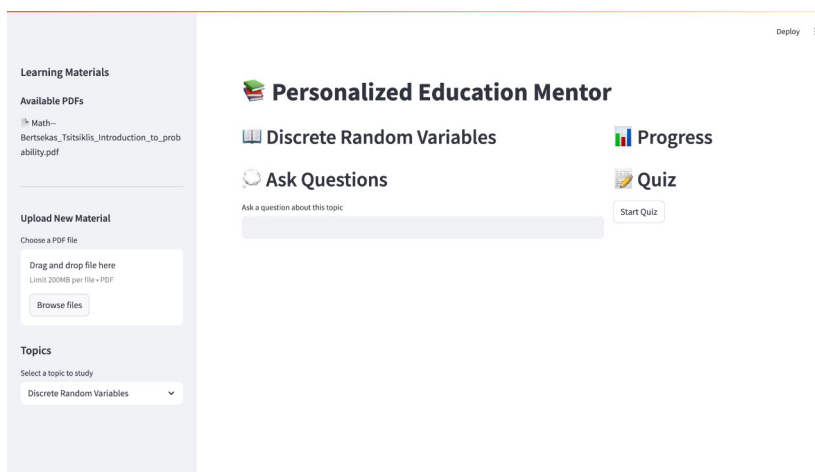 Deploy
Learning Materials
Available PDFs
Math--
Bertsekas_Tsitsiklis_Introduction_to_prob
ability.pdf
Upload New Material
Choose a PDF file
Drag and drop file here
Limit 200MB per file • PDF
Browse files
Topics
Select a topic to study
Discrete Random Variables
Personalized Education Mentor
Discrete Random Variables
Ask Questions
Ask a question about this topic
Progress
Quiz
Start Quiz